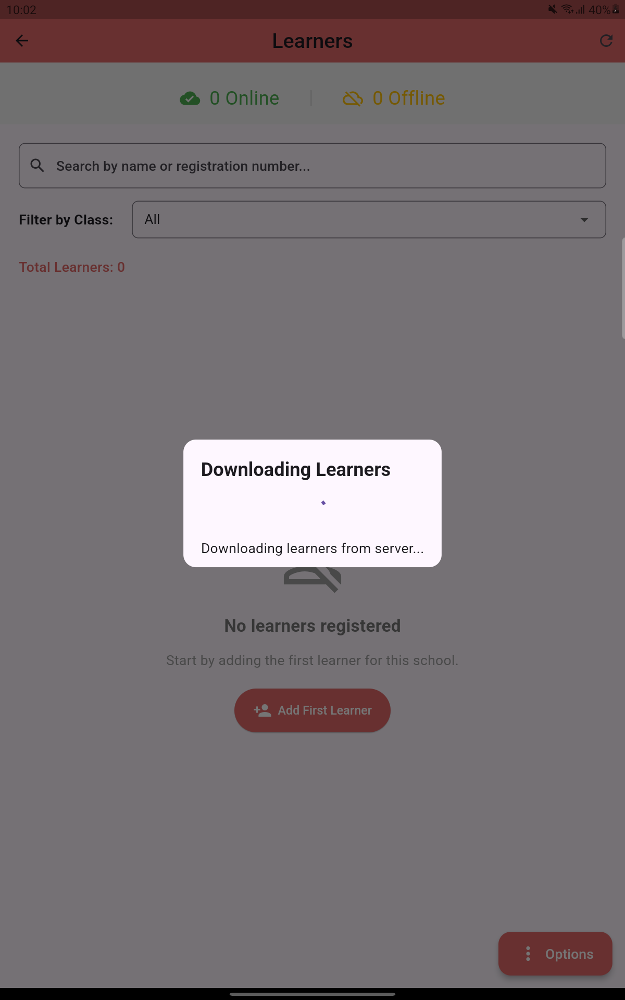 10:02
40%
Learners
0 Online
0 Offline
Search by name or registration number...
Filter by Class:
All
Total Learners: 0
Downloading Learners
Downloading learners from server...
No learners registered
Start by adding the first learner for this school.
Add First Learner
Options